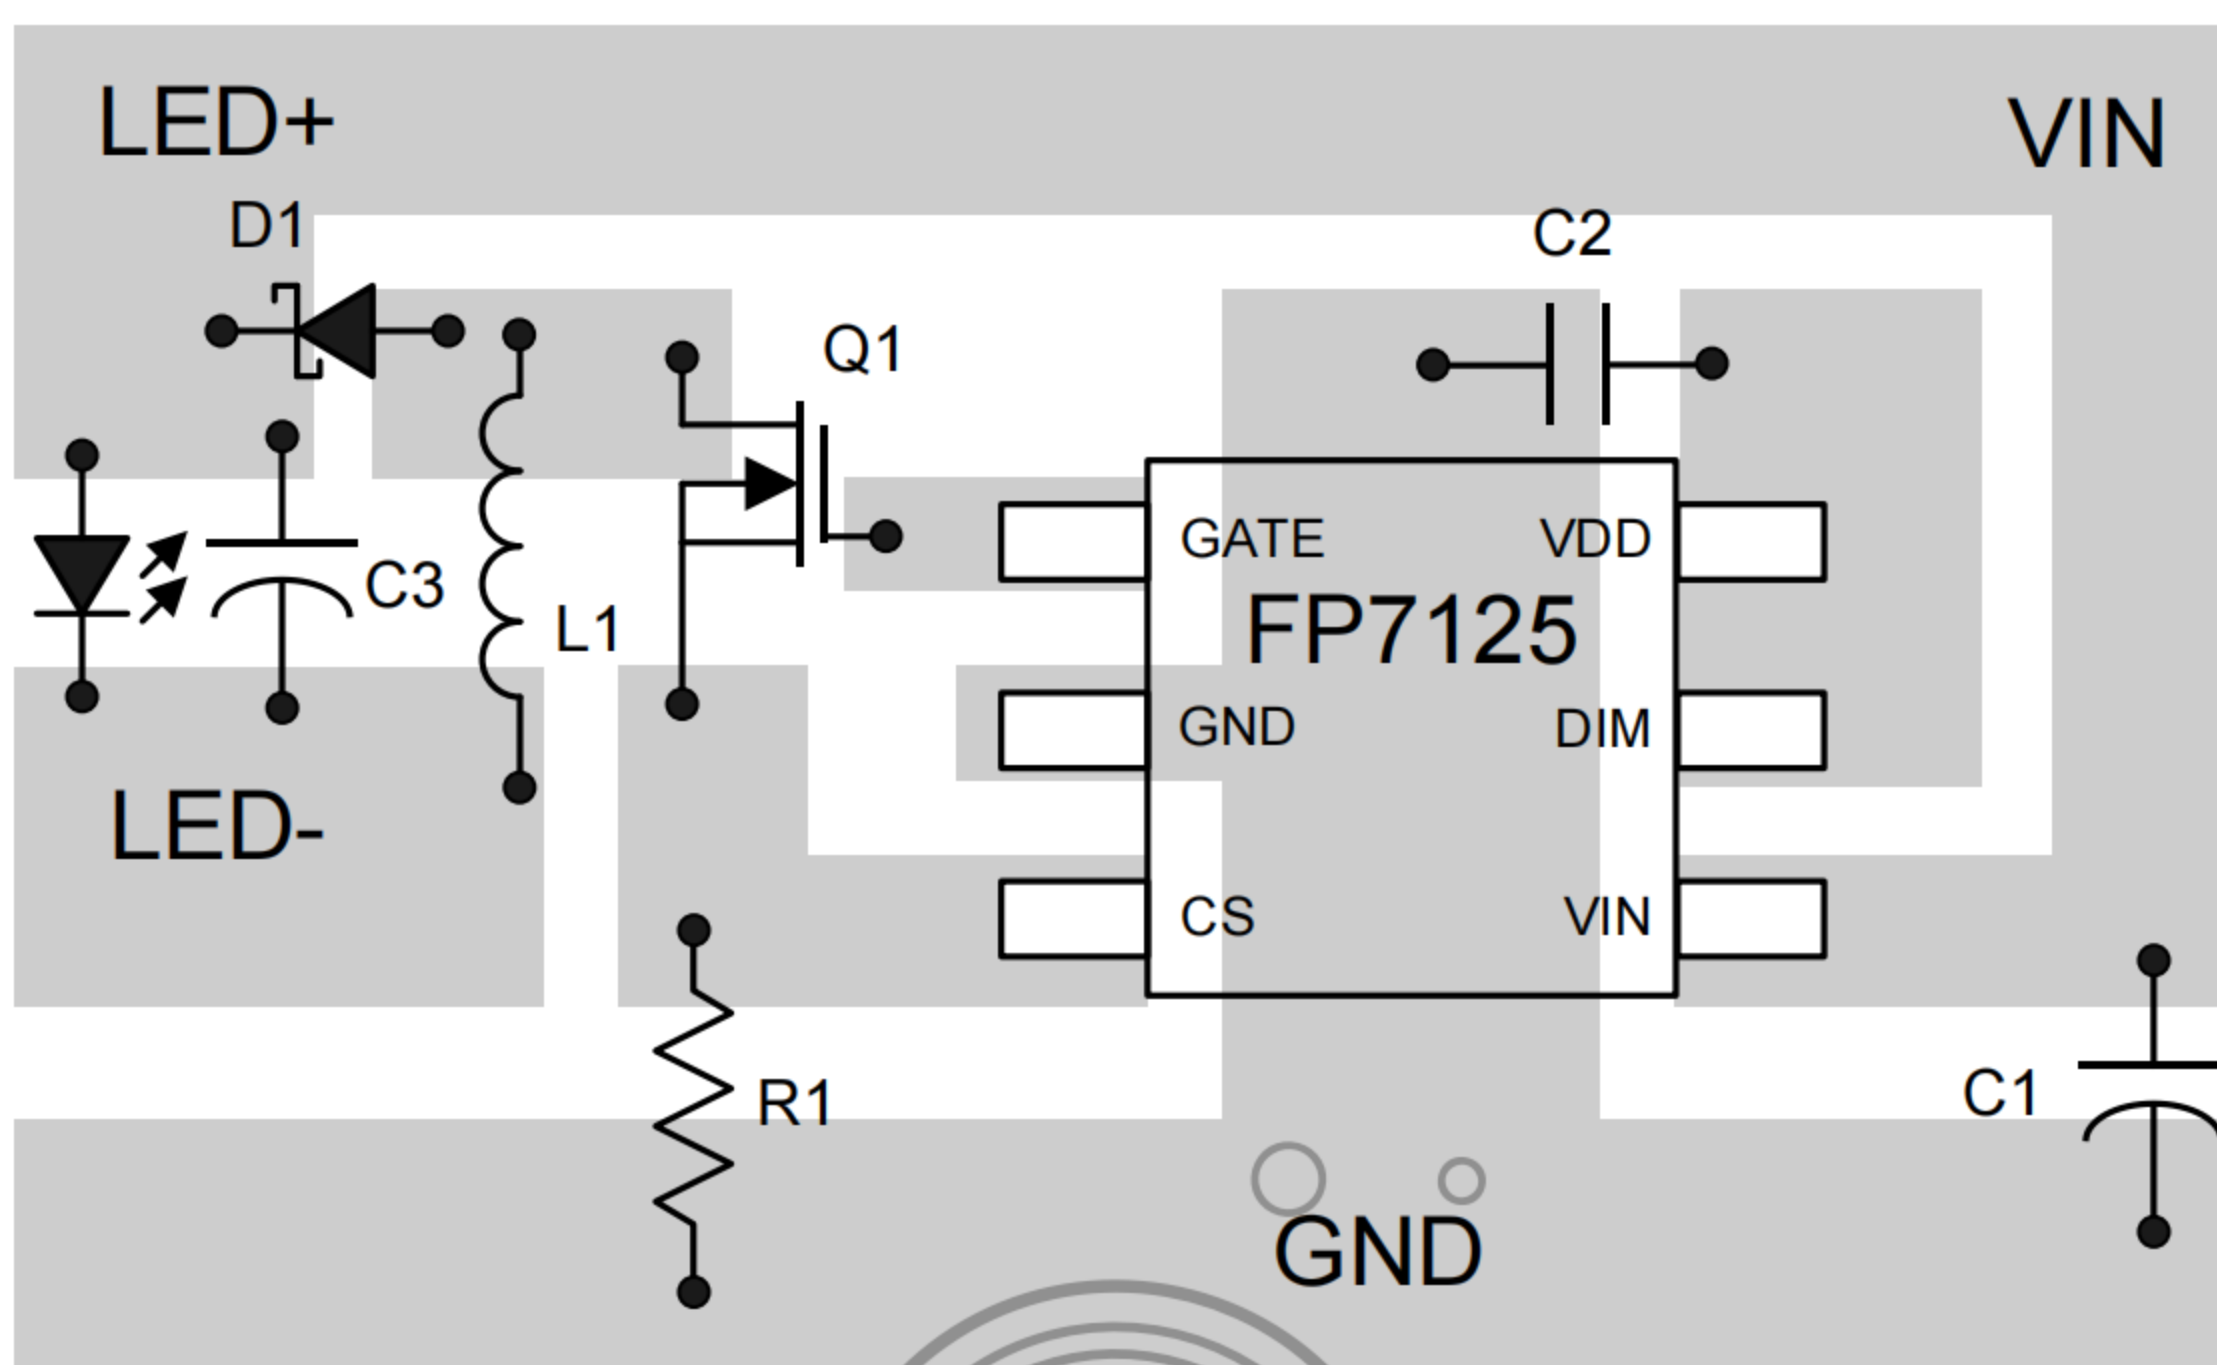 LED+
VIN
D1
C2
Q1
GATE
VDD
C3
FP7125
L1
GND
DIM
LED-
CS
VIN
C1
R1
GND